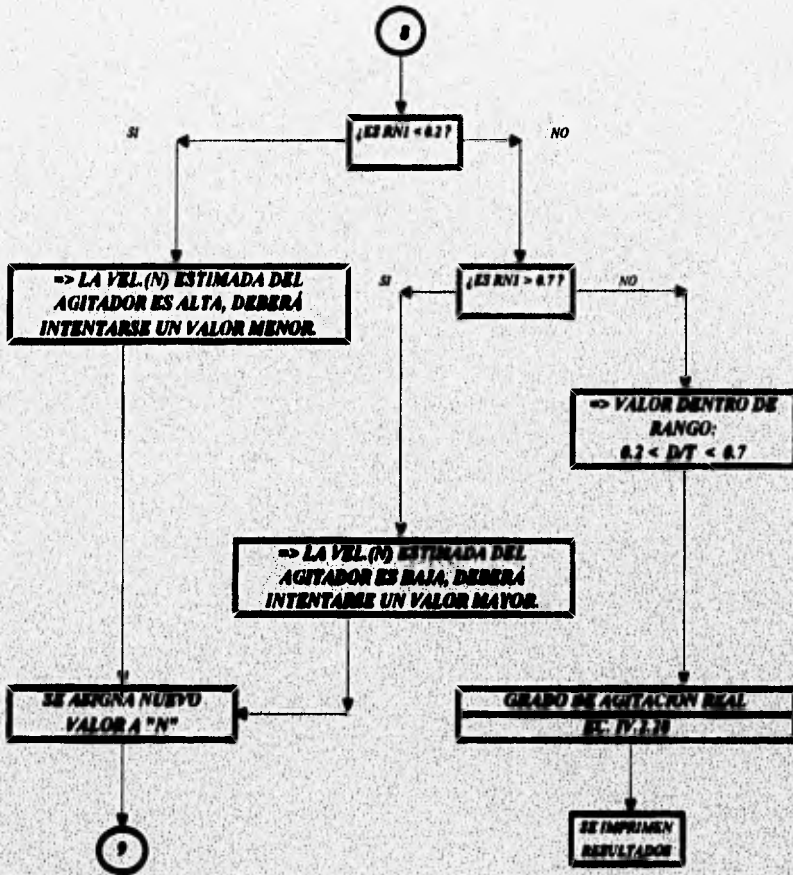 8
¿ES RN1 < 0.2 ?
SI
NO
=> LA VEL.(N) ESTIMADA DEL
AGITADOR ES ALTA, DEBERÁ
INTENTARSE UN VALOR MENOR.
¿ES RN1 > 0.7 ?
SI
NO
=> VALOR DENTRO DE
RANGO:
0.2 < D/T < 0.7
=> LA VEL.(N) ESTIMADA DEL
AGITADOR ES BAJA, DEBERÁ
INTENTARSE UN VALOR MAYOR.
SE ASIGNA NUEVO
VALOR A "N"
GRADO DE AGITACION REAL
EC. IV.2.28
9
SE IMPRIMEN
RESULTADOS